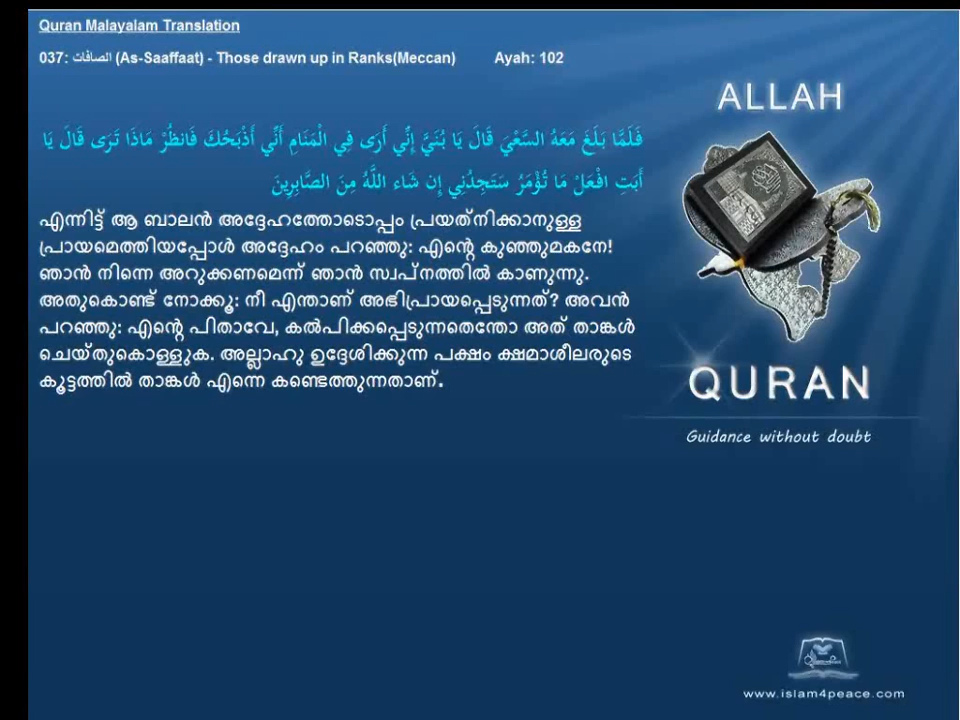 Quran Malayalam Translation
037: الصافات (As-Saaffaat) - Those drawn up in Ranks(Meccan) Ayah: 102
فَلَمَّا بَلَغَ مَعَهُ السَّعْيَ قَالَ يَا بُنَيَّ إِنِّي أَرَى فِي الْمَنَامِ أَنِّي أَذْبَحُكَ فَانظُرْ مَاذَا تَرَى قَالَ يَا
أَبَتِ افْعَلْ مَا تُؤْمَرُ سَتَجِدُنِي إِن شَاء اللَّهُ مِنَ الصَّابِرِينَ
എന്നിട്ട് ആ ബാലന്‍ അദ്ദേഹത്തോടൊപ്പം പ്രയത്‌നിക്കാനുള്ള
പ്രായമെത്തിയപ്പോള്‍ അദ്ദേഹം പറഞ്ഞു: എന്‍റെ കുഞ്ഞുമകനേ!
ഞാന്‍ നിന്നെ അറുക്കണമെന്ന് ഞാന്‍ സ്വപ്നത്തില്‍ കാണുന്നു.
അതുകൊണ്ട് നോക്കൂ: നീ എന്താണ് അഭിപ്രായപ്പെടുന്നത്? അവന്‍
പറഞ്ഞു: എന്‍റെ പിതാവേ, കല്‍പിക്കപ്പെടുന്നതെന്തോ അത് താങ്കള്‍
ചെയ്തുകൊള്ളുക. അല്ലാഹു ഉദ്ദേശിക്കുന്ന പക്ഷം ക്ഷമാശീലരുടെ
കൂട്ടത്തില്‍ താങ്കള്‍ എന്നെ കണ്ടെത്തുന്നതാണ്.
ALLAH
QURAN
Guidance without doubt
www.islam4peace.com